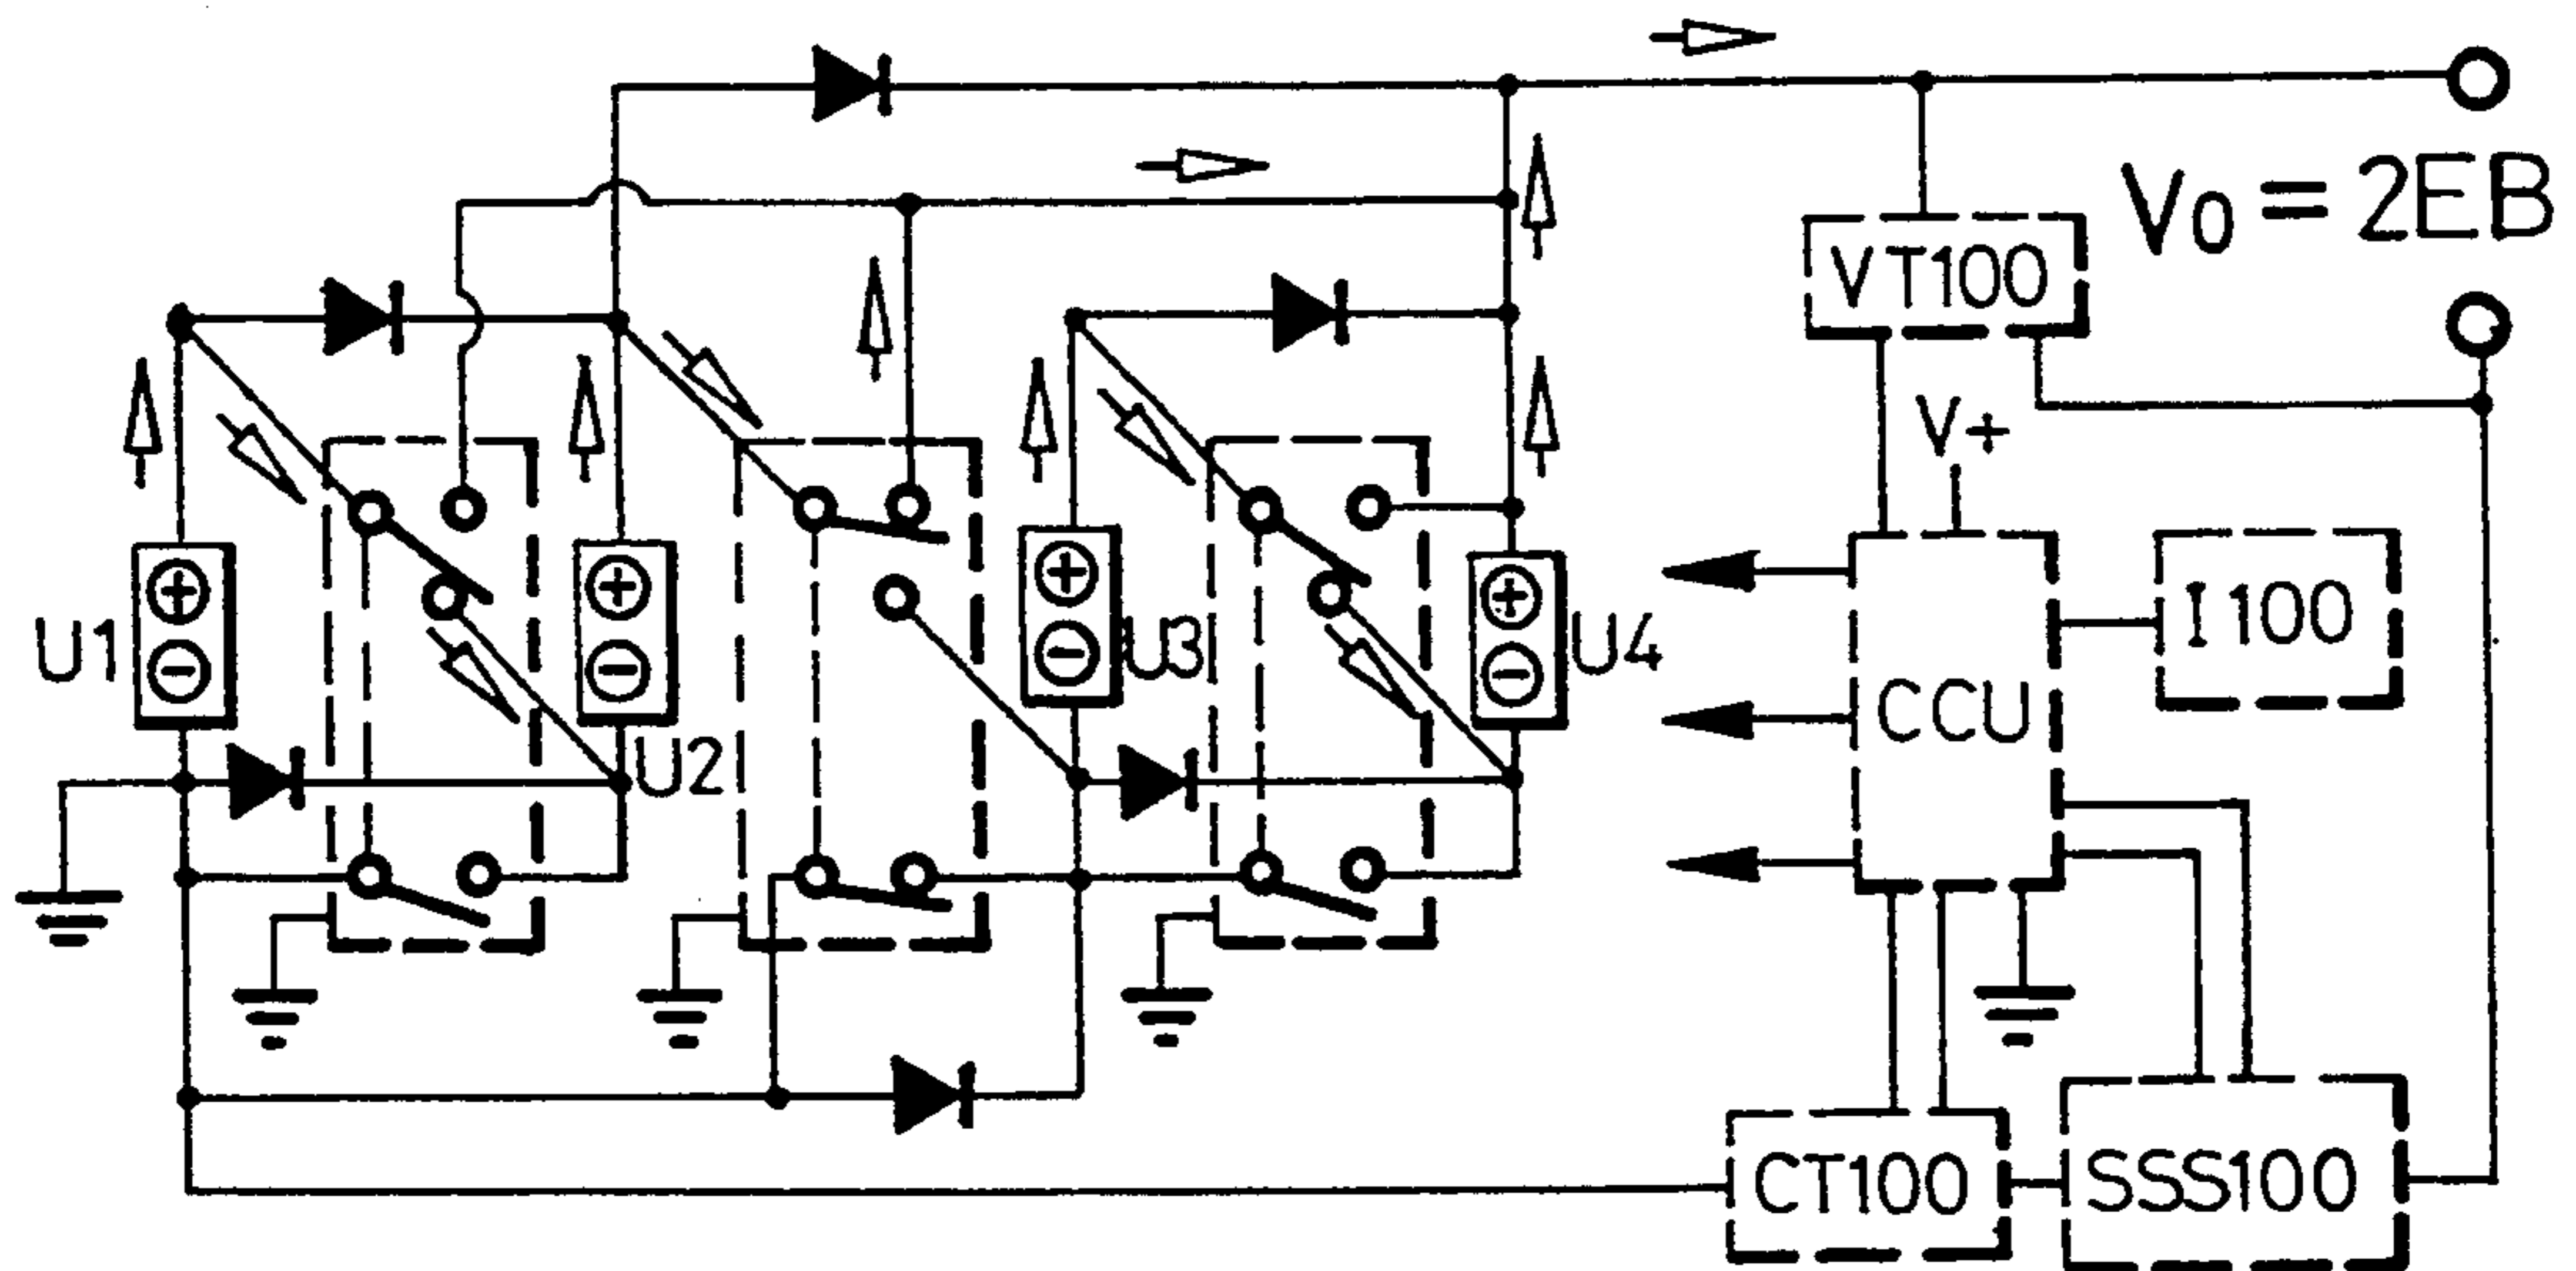 V0 = 2EB
VT100
V+
U1
U2
U3
U4
CCU
I100
CT100
SSS100